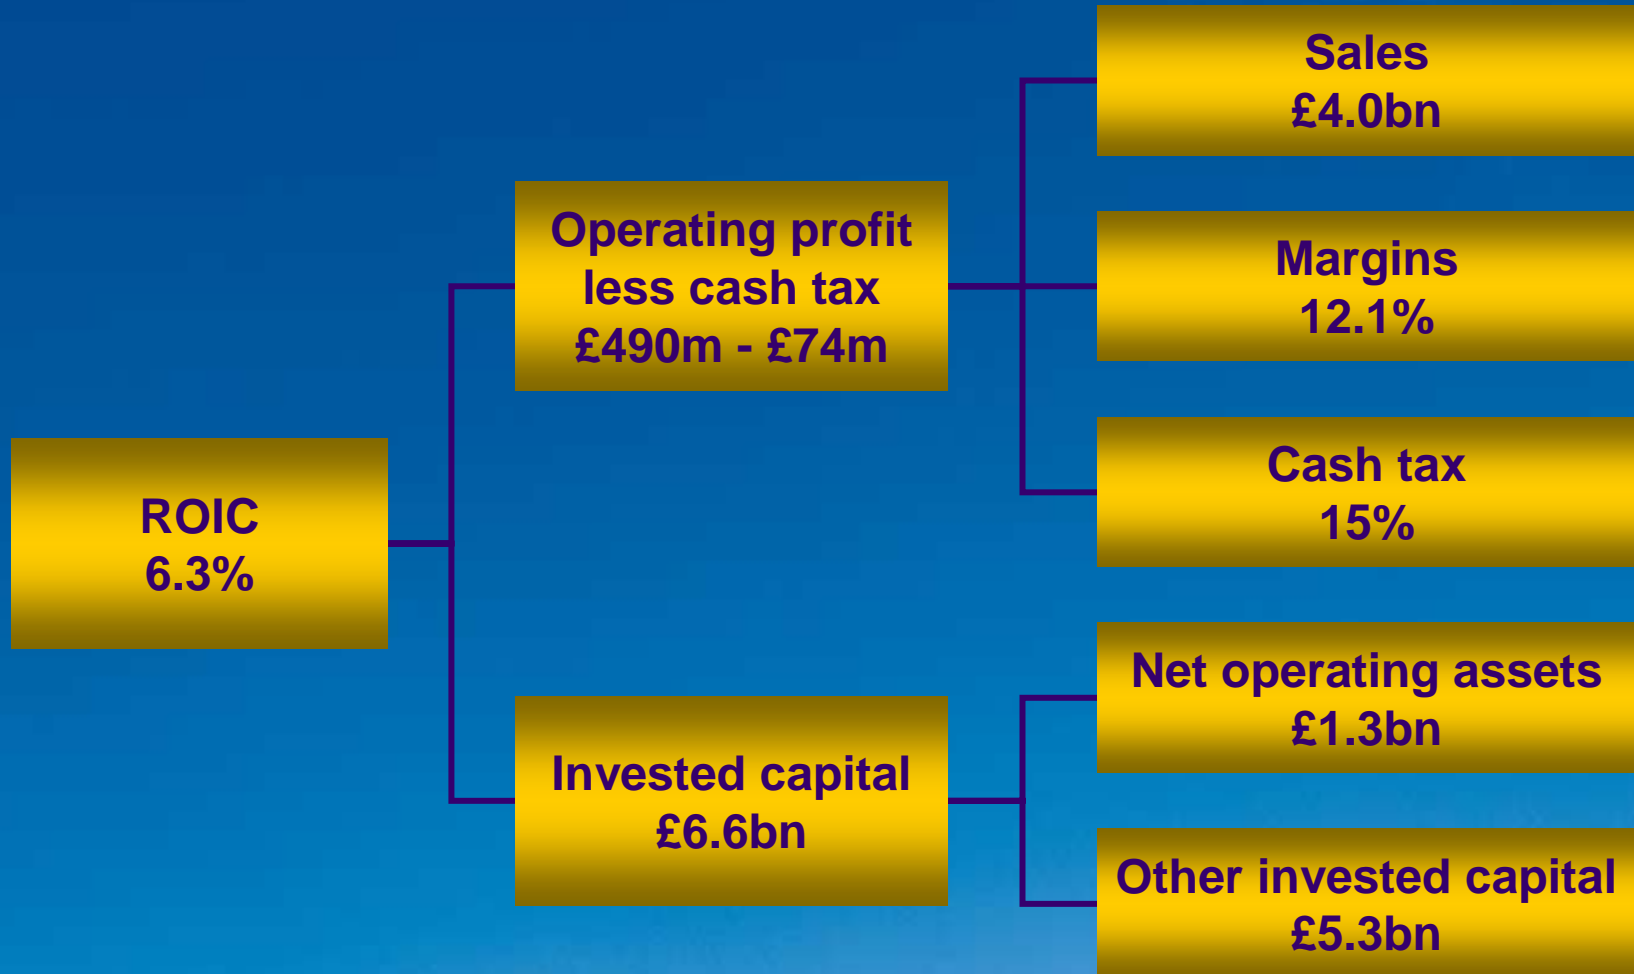 Sales
£4.0bn
Operating profit
less cash tax
£490m - £74m
Margins
12.1%
Cash tax
15%
ROIC
6.3%
Net operating assets
£1.3bn
Invested capital
£6.6bn
Other invested capital
£5.3bn